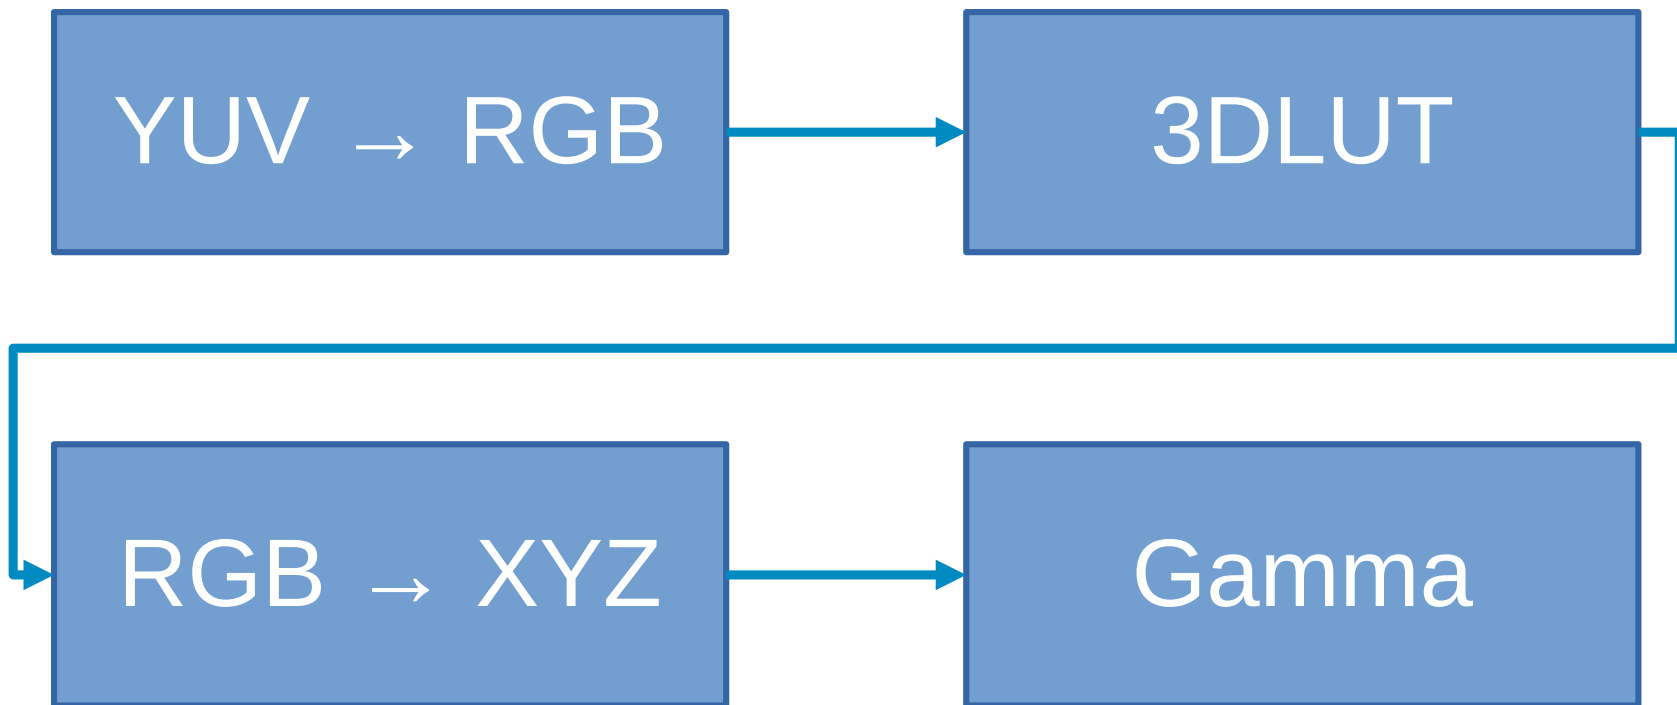 YUV → RGB
3DLUT
RGB → XYZ
Gamma